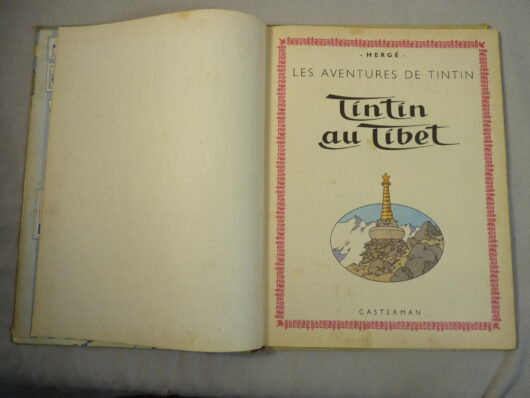 - HERGÉ -
LES AVENTURES DE TINTIN
Tintin
au Tibet
CASTERMAN